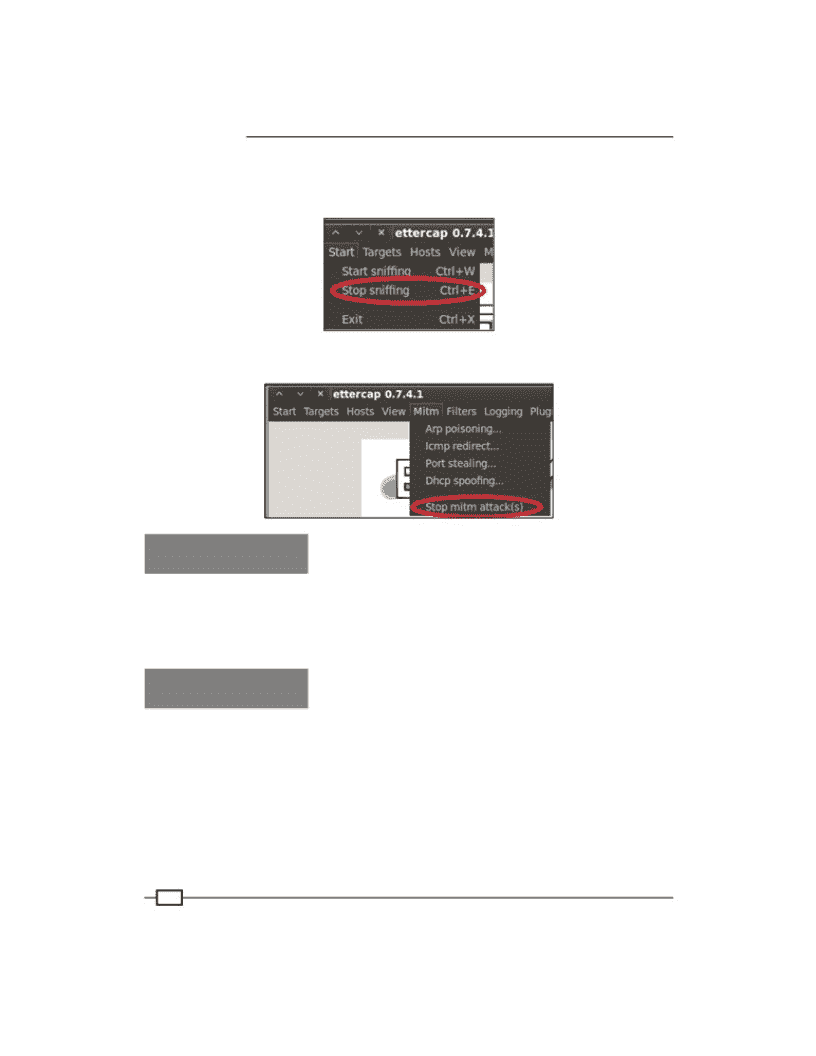 ettercap 0.7.4.1
Start Targets Hosts View M
Start sniffing Ctrl+W
Stop sniffing Ctrl+E
Exit Ctrl+X
ettercap 0.7.4.1
Start Targets Hosts View Mitm Filters Logging Plug
Arp poisoning...
Icmp redirect...
Port stealing...
Dhcp spoofing...
Stop mitm attack(s)